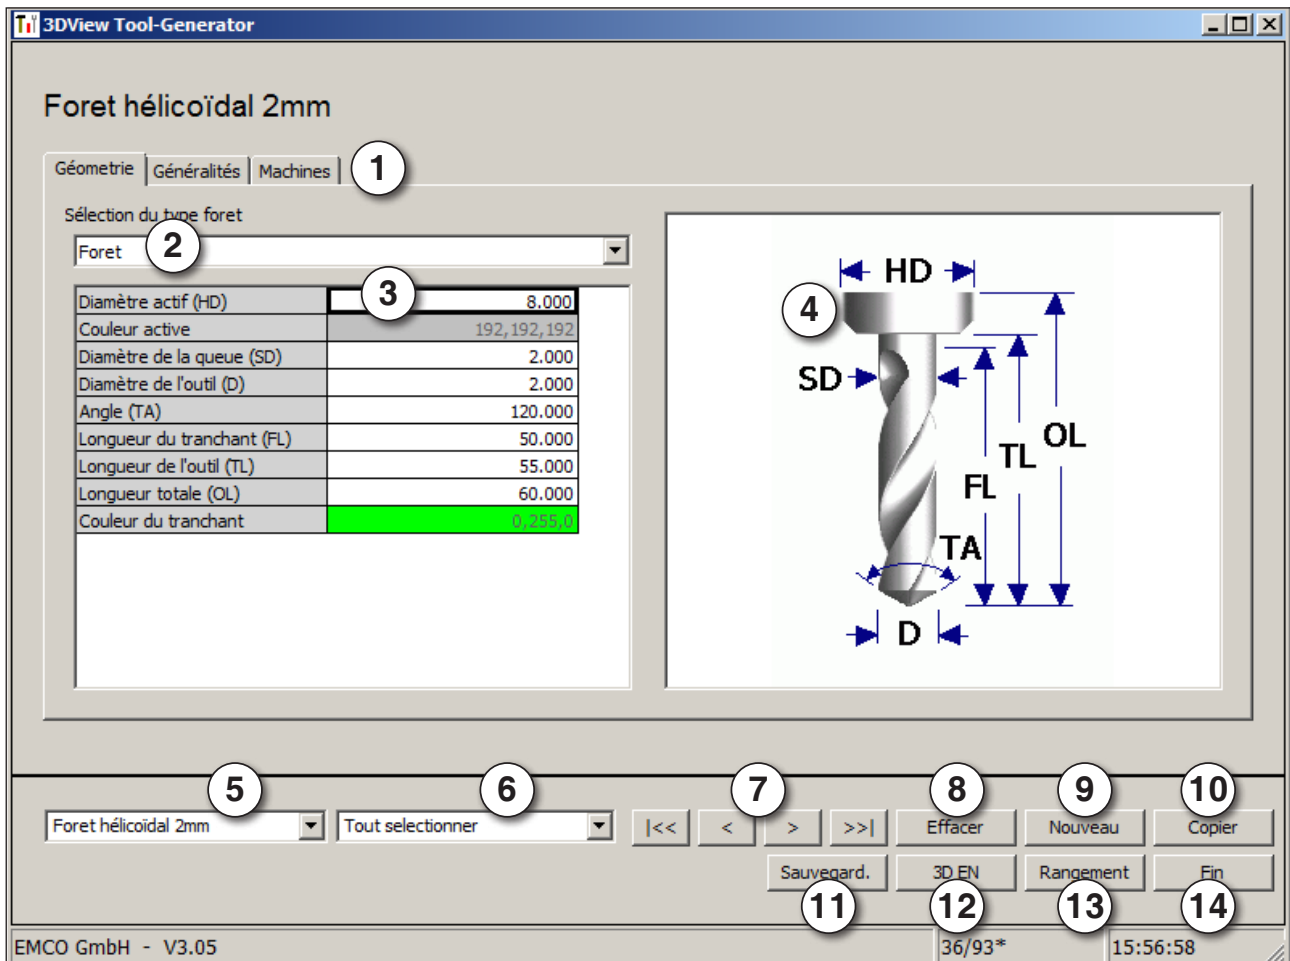 3DView Tool-Generator
Foret hélicoïdal 2mm
Géometrie Généralités Machines 1
Sélection du type foret
Foret 2
3
Diamètre actif (HD) 8.000
Couleur active 192,192,192
Diamètre de la queue (SD) 2.000
Diamètre de l'outil (D) 2.000
Angle (TA) 120.000
Longueur du tranchant (FL) 50.000
Longueur de l'outil (TL) 55.000
Longueur totale (OL) 60.000
Couleur du tranchant 0,255,0
HD
4
SD
OL
TL
FL
TA
D
5 6 7 8 9 10
Foret hélicoïdal 2mm Tout selectionner |<< < > >>| Effacer Nouveau Copier
Sauvegard. 3D EN Rangement Fin
11 12 13 14
EMCO GmbH - V3.05 36/93* 15:56:58